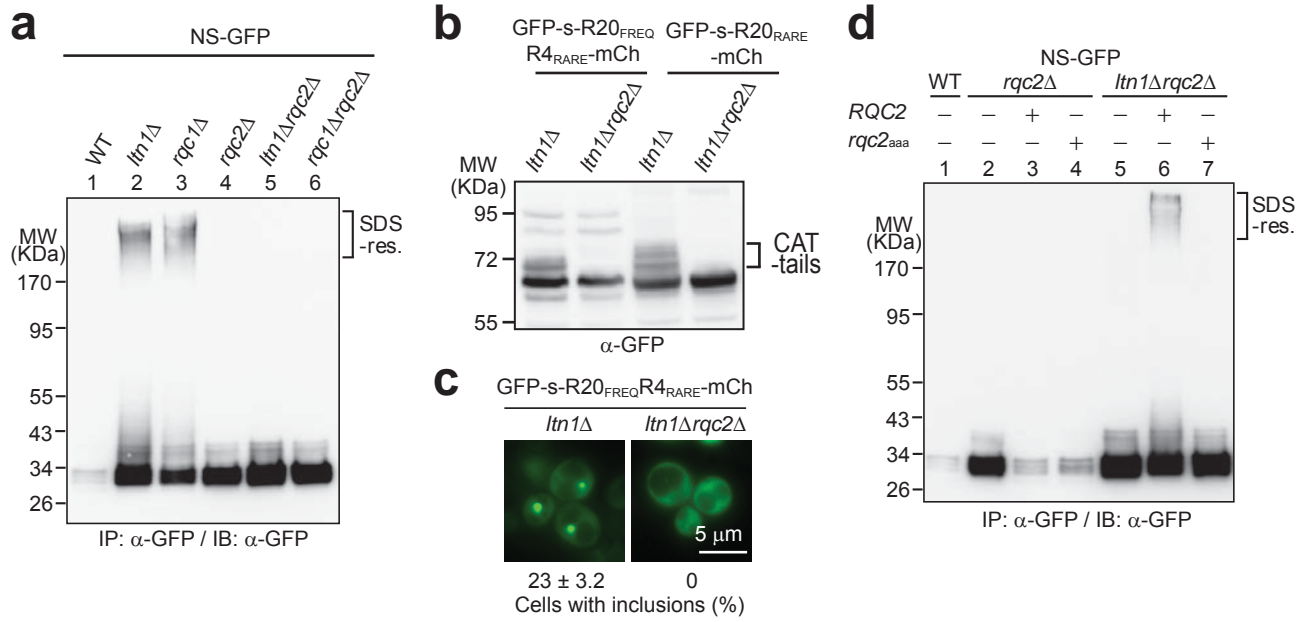 a
NS-GFP
WT
ltn1Δ
rqc1Δ
rqc2Δ
ltn1Δrqc2Δ
rqc1Δrqc2Δ
1 2 3 4 5 6
MW
(KDa)
170
95
55
43
34
26
SDS
-res.
IP: α-GFP / IB: α-GFP
b
GFP-s-R20FREQ
R4RARE-mCh
GFP-s-R20RARE
-mCh
ltn1Δ
ltn1Δrqc2Δ
ltn1Δ
ltn1Δrqc2Δ
MW
(KDa)
95
72
55
CAT
-tails
α-GFP
c
GFP-s-R20FREQR4RARE-mCh
ltn1Δ ltn1Δrqc2Δ
5 μm
23 ± 3.2 0
Cells with inclusions (%)
d
NS-GFP
WT rqc2Δ ltn1Δrqc2Δ
RQC2 – – + – – + –
rqc2aaa – – – + – – +
1 2 3 4 5 6 7
MW
(KDa)
170
95
55
43
34
26
SDS
-res.
IP: α-GFP / IB: α-GFP